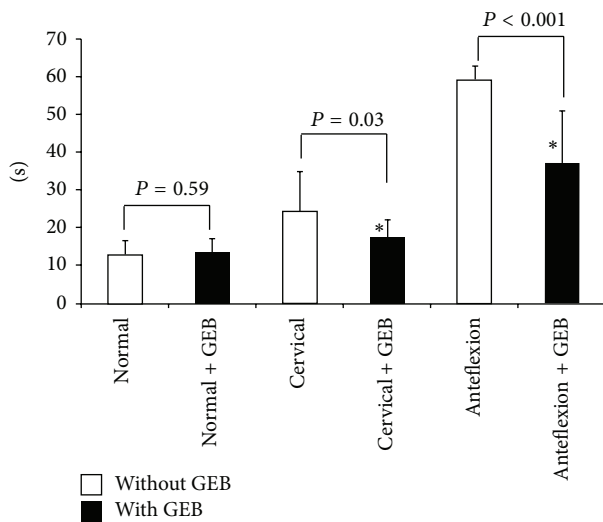 P < 0.001
70
60
P = 0.03
50
(s)
40
*
P = 0.59
30
20
*
10
0
Normal
Normal + GEB
Cervical
Cervical + GEB
Anteflexion
Anteflexion + GEB
Without GEB
With GEB